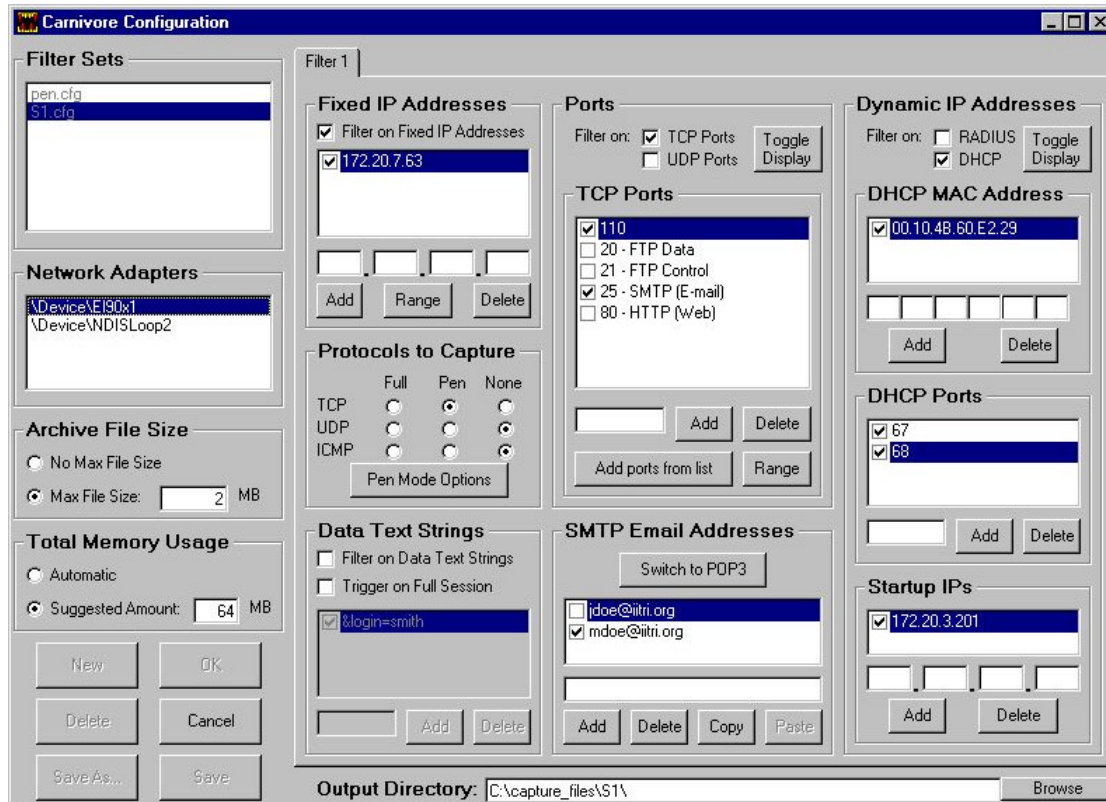 Carnivore Configuration
Filter Sets
pen.cfg
S1.cfg
Network Adapters
\Device\El90x1
\Device\NDISLoop2
Archive File Size
No Max File Size
Max File Size: 2 MB
Total Memory Usage
Automatic
Suggested Amount: 64 MB
New OK
Delete Cancel
Save As... Save
Filter 1
Fixed IP Addresses
Filter on Fixed IP Addresses
172.20.7.63
. . .
Add Range Delete
Protocols to Capture
Full Pen None
TCP
UDP
ICMP
Pen Mode Options
Data Text Strings
Filter on Data Text Strings
Trigger on Full Session
&login=smith
Add Delete
Ports
Filter on: TCP Ports
UDP Ports
Toggle
Display
TCP Ports
110
20 - FTP Data
21 - FTP Control
25 - SMTP (E-mail)
80 - HTTP (Web)
Add Delete
Add ports from list Range
SMTP Email Addresses
Switch to POP3
jdoe@iitri.org
mdoe@iitri.org
Add Delete Copy Paste
Dynamic IP Addresses
Filter on: RADIUS
DHCP
Toggle
Display
DHCP MAC Address
00.10.4B.60.E2.29
Add Delete
DHCP Ports
67
68
Add Delete
Startup IPs
172.20.3.201
. . .
Add Delete
Output Directory: C:\capture_files\S1\ Browse